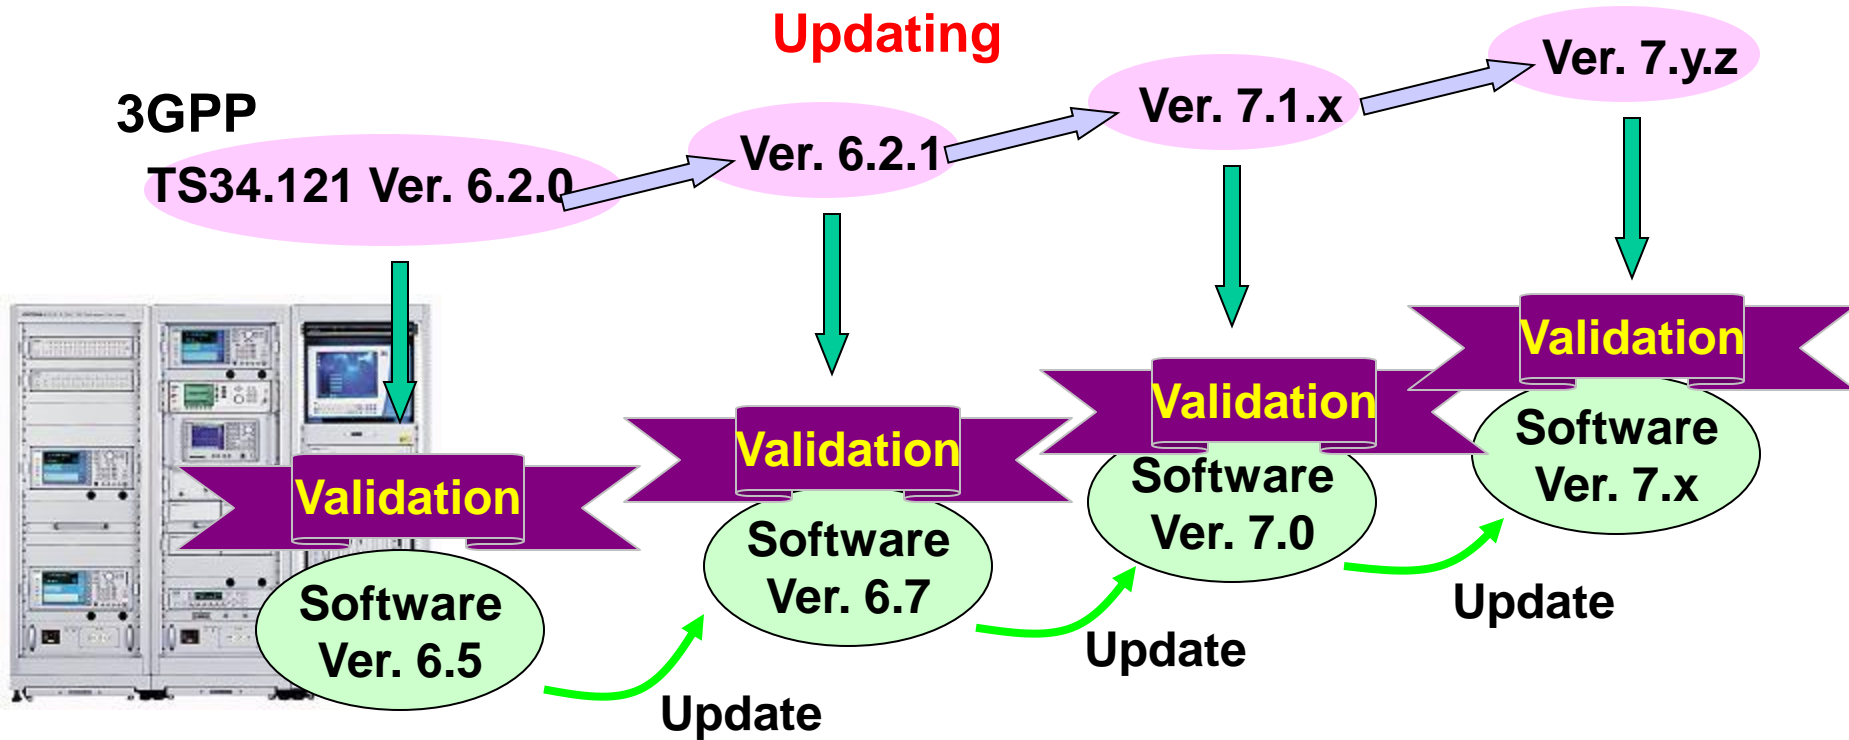 Updating
3GPP
TS34.121 Ver. 6.2.0
Ver. 6.2.1
Ver. 7.1.x
Ver. 7.y.z
Validation
Software
Ver. 6.5
Update
Validation
Software
Ver. 6.7
Update
Validation
Software
Ver. 7.0
Update
Validation
Software
Ver. 7.x